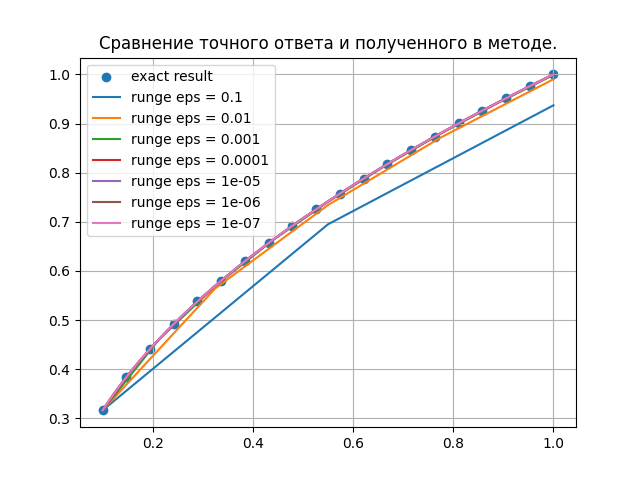 Сравнение точного ответа и полученного в методе.
1.0
0.9
0.8
0.7
0.6
0.5
0.4
0.3
exact result
runge eps = 0.1
runge eps = 0.01
runge eps = 0.001
runge eps = 0.0001
runge eps = 1e-05
runge eps = 1e-06
runge eps = 1e-07
0.2 0.4 0.6 0.8 1.0